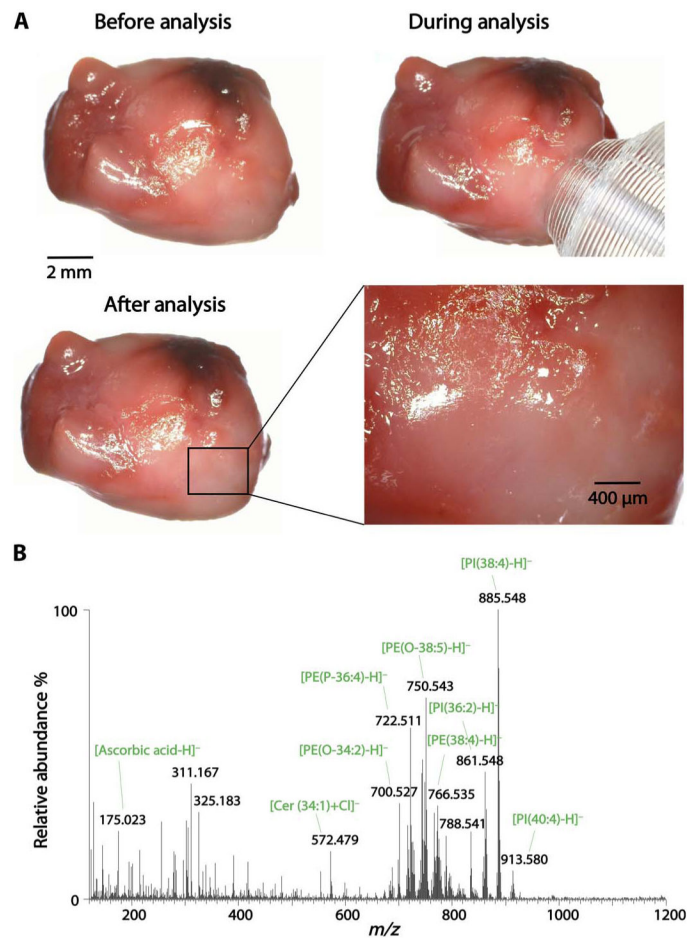 A
Before analysis
During analysis
2 mm
After analysis
400 µm
B
[PI(38:4)-H]⁻
885.548
100
[PE(O-38:5)-H]⁻
[PE(P-36:4)-H]⁻
750.543
[PI(36:2)-H]⁻
722.511
[PE(38:4)-H]⁻
[Ascorbic acid-H]⁻
[PE(O-34:2)-H]⁻
861.548
311.167
700.527
766.535
325.183
[Cer (34:1)+Cl]⁻
175.023
788.541
[PI(40:4)-H]⁻
572.479
913.580
Relative abundance %
0
200
400
600
800
1000
1200
m/z